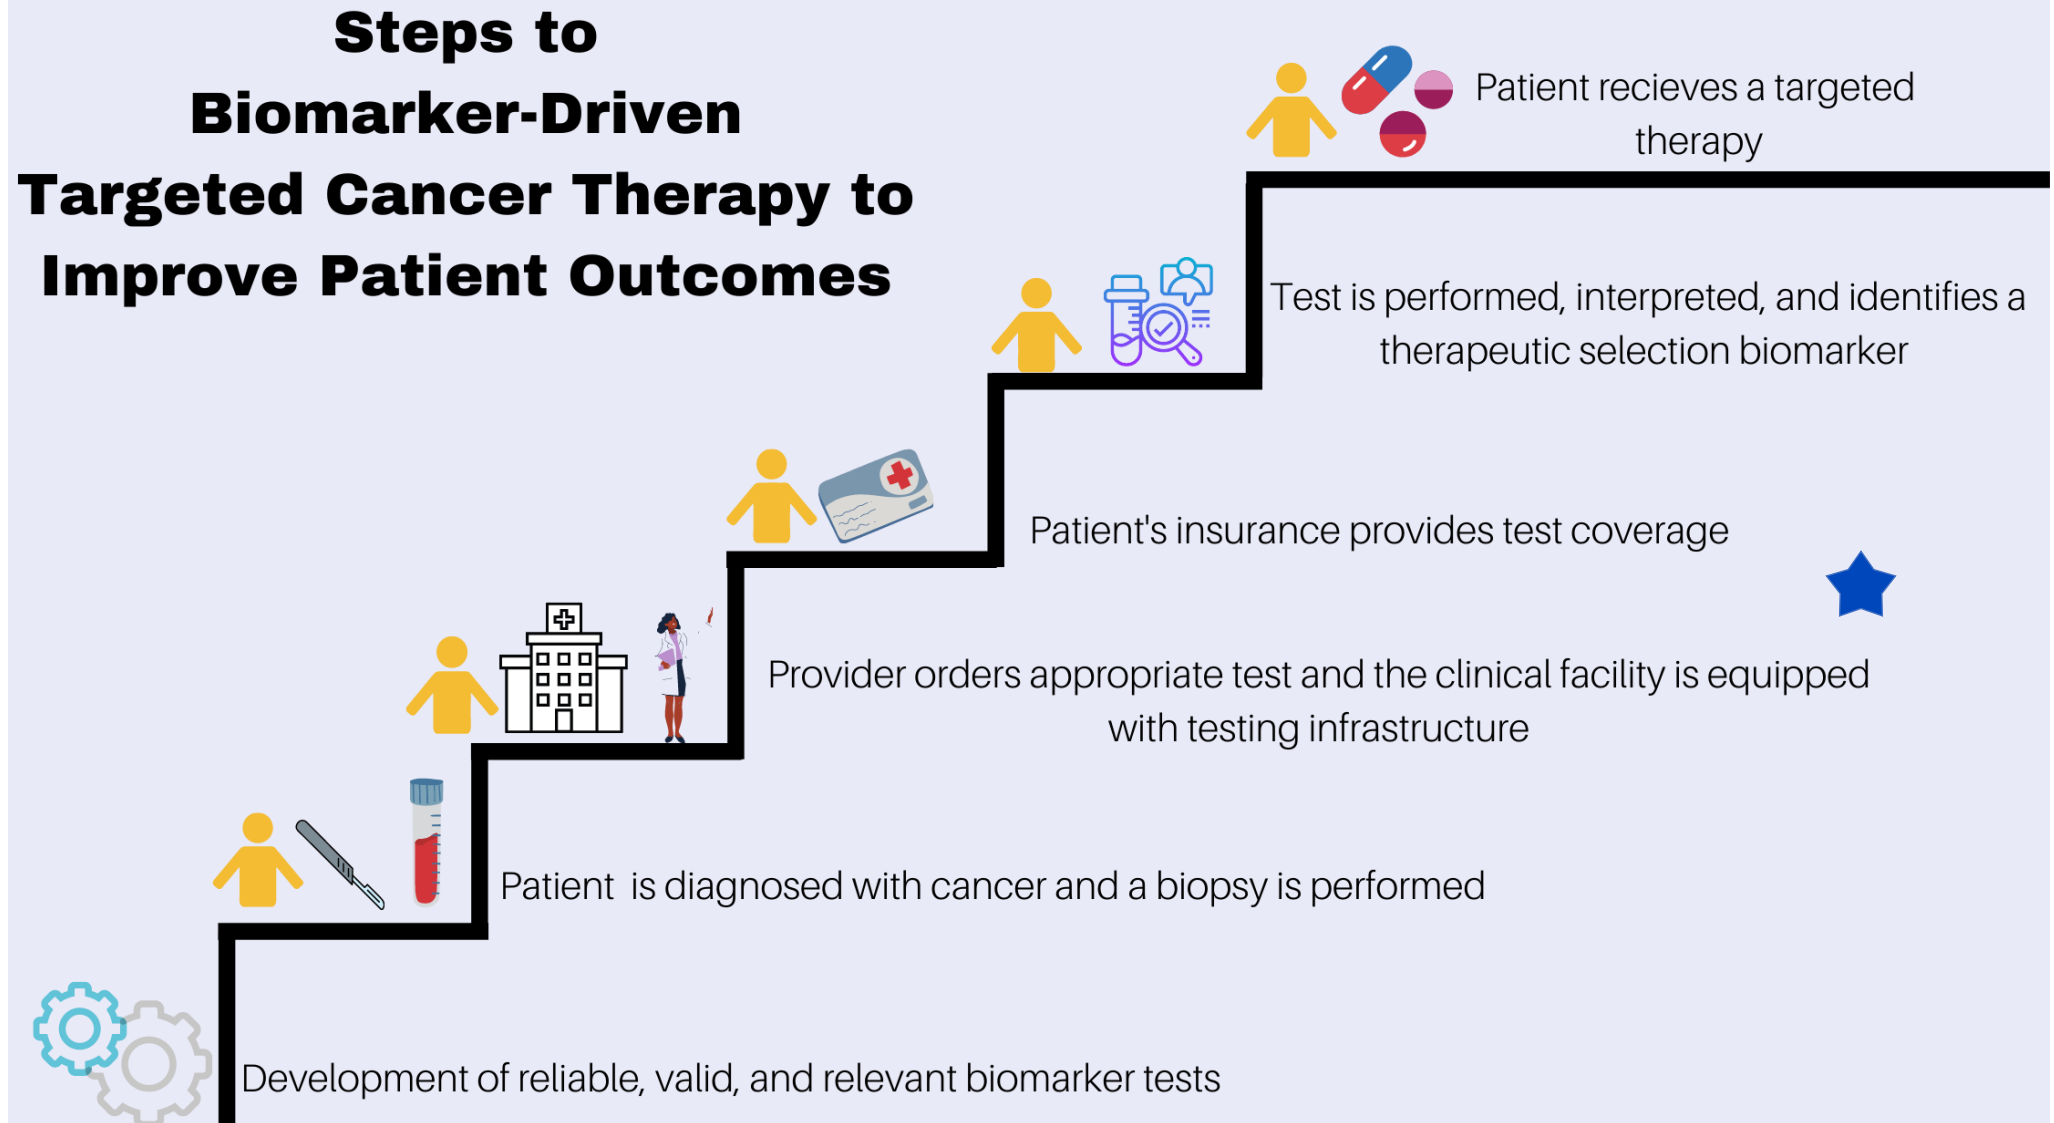 Steps to
Biomarker-Driven
Targeted Cancer Therapy to
Improve Patient Outcomes
Patient recieves a targeted
therapy
Test is performed, interpreted, and identifies a
therapeutic selection biomarker
Patient's insurance provides test coverage
Provider orders appropriate test and the clinical facility is equipped
with testing infrastructure
Patient  is diagnosed with cancer and a biopsy is performed
Development of reliable, valid, and relevant biomarker tests